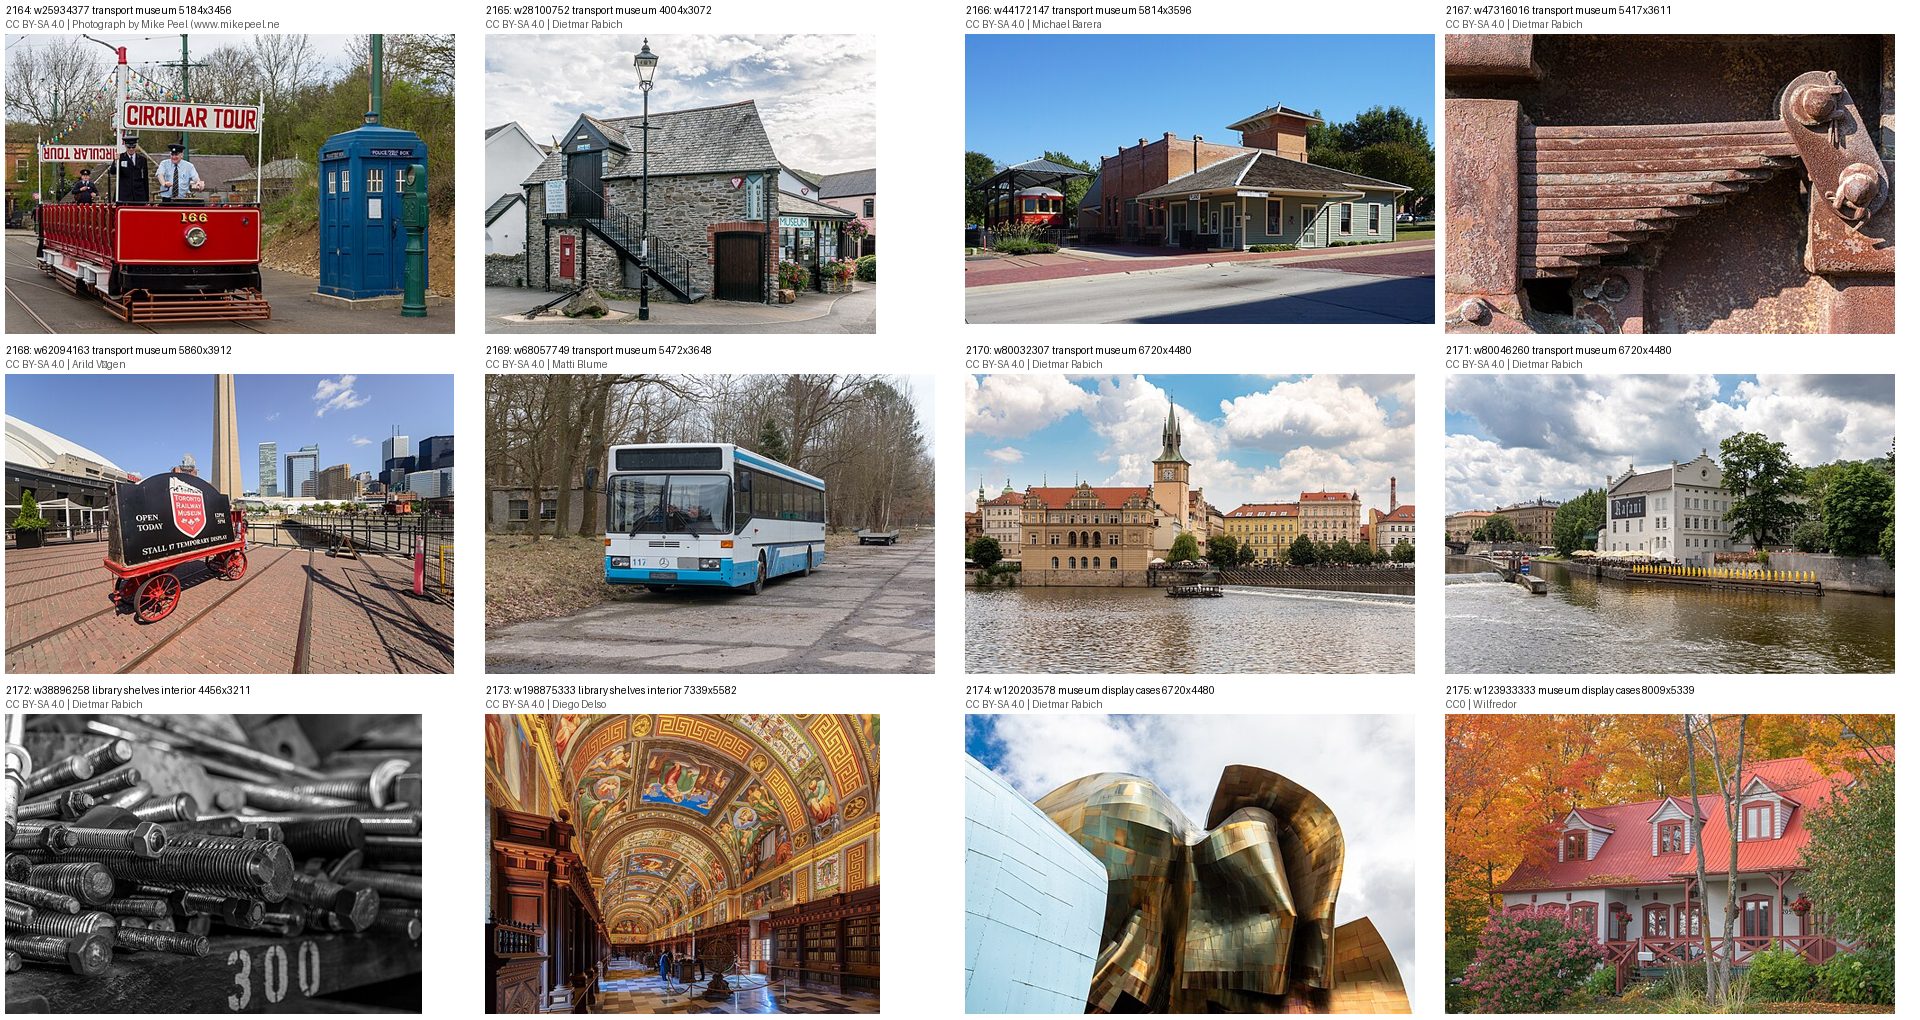 2164: w25934377 transport museum 5184x3456
CC BY-SA 4.0 | Photograph by Mike Peel (www.mikepeel.ne
CIRCULAR TOUR
CIRCULAR TOUR
POLICE BOX
166
2165: w28100752 transport museum 4004x3072
CC BY-SA 4.0 | Dietmar Rabich
MUSEUM
MUSEUM
2166: w44172147 transport museum 5814x3596
CC BY-SA 4.0 | Michael Barera
2167: w47316016 transport museum 5417x3611
CC BY-SA 4.0 | Dietmar Rabich
2168: w62094163 transport museum 5860x3912
CC BY-SA 4.0 | Arild Vågen
TORONTO
RAILWAY
MUSEUM
OPEN
TODAY
12PM
5PM
STALL 17 TEMPORARY DISPLAY
2169: w68057749 transport museum 5472x3648
CC BY-SA 4.0 | Matti Blume
117
2170: w80032307 transport museum 6720x4480
CC BY-SA 4.0 | Dietmar Rabich
2171: w80046260 transport museum 6720x4480
CC BY-SA 4.0 | Dietmar Rabich
Rafani
2172: w38896258 library shelves interior 4456x3211
CC BY-SA 4.0 | Dietmar Rabich
300
2173: w198875333 library shelves interior 7339x5582
CC BY-SA 4.0 | Diego Delso
2174: w120203578 museum display cases 6720x4480
CC BY-SA 4.0 | Dietmar Rabich
2175: w123933333 museum display cases 8009x5339
CC0 | Wilfredor